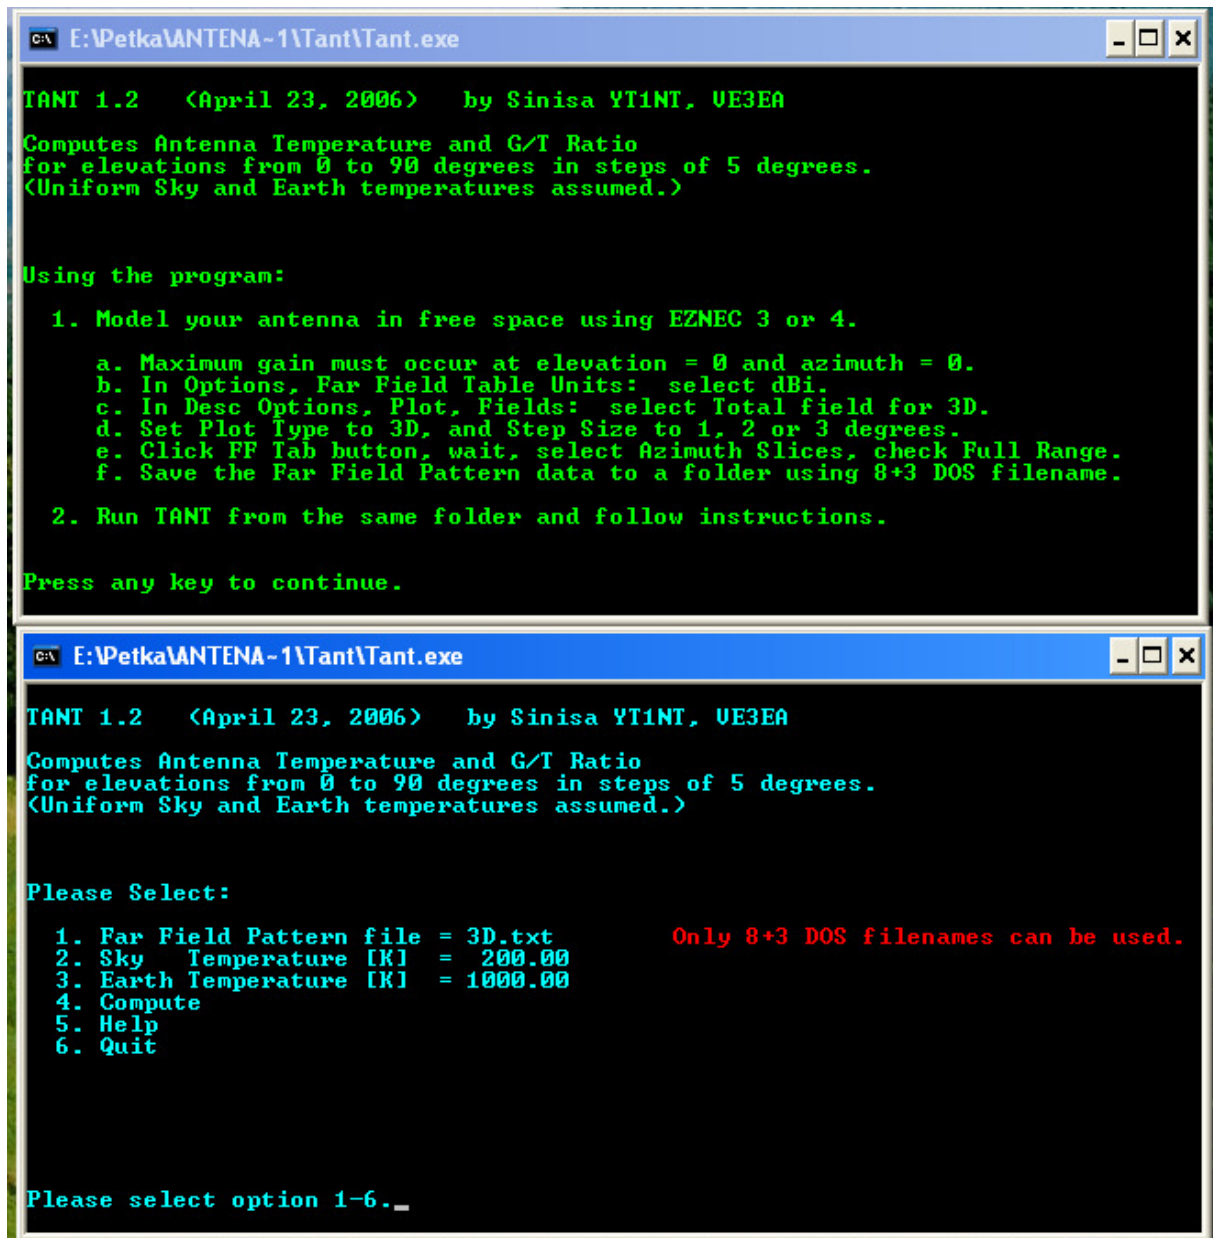 E:\Petka\ANTENA~1\Tant\Tant.exe
TANT 1.2   (April 23, 2006)   by Sinisa YT1NT, VE3EA
Computes Antenna Temperature and G/T Ratio
for elevations from 0 to 90 degrees in steps of 5 degrees.
(Uniform Sky and Earth temperatures assumed.)
Using the program:
1. Model your antenna in free space using EZNEC 3 or 4.
a. Maximum gain must occur at elevation = 0 and azimuth = 0.
b. In Options, Far Field Table Units:  select dBi.
c. In Desc Options, Plot, Fields:  select Total field for 3D.
d. Set Plot Type to 3D, and Step Size to 1, 2 or 3 degrees.
e. Click FF Tab button, wait, select Azimuth Slices, check Full Range.
f. Save the Far Field Pattern data to a folder using 8+3 DOS filename.
2. Run TANT from the same folder and follow instructions.
Press any key to continue.
E:\Petka\ANTENA~1\Tant\Tant.exe
TANT 1.2   (April 23, 2006)   by Sinisa YT1NT, VE3EA
Computes Antenna Temperature and G/T Ratio
for elevations from 0 to 90 degrees in steps of 5 degrees.
(Uniform Sky and Earth temperatures assumed.)
Please Select:
1. Far Field Pattern file = 3D.txt        Only 8+3 DOS filenames can be used.
2. Sky   Temperature [K]  =  200.00
3. Earth Temperature [K]  = 1000.00
4. Compute
5. Help
6. Quit
Please select option 1-6._